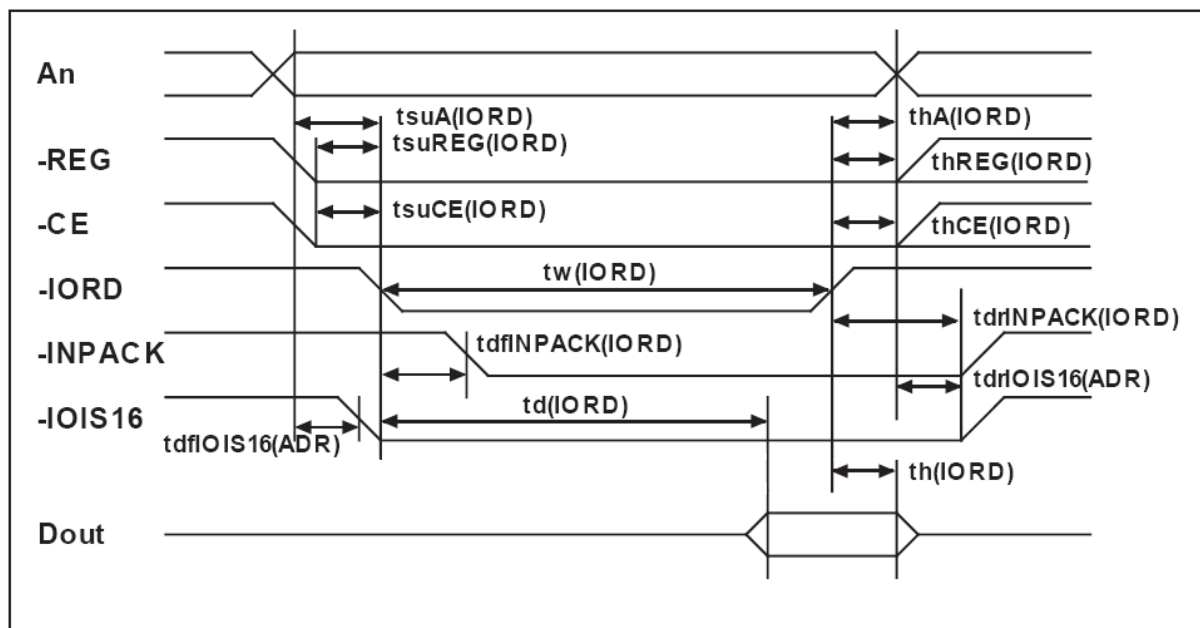 An
tsuA(IORD)
thA(IORD)
tsuREG(IORD)
-REG
thREG(IORD)
-CE
tsuCE(IORD)
thCE(IORD)
-IORD
tw(IORD)
tdrINPACK(IORD)
-INPACK
tdfINPACK(IORD)
tdrIOIS16(ADR)
-IOIS16
td(IORD)
tdfIOIS16(ADR)
th(IORD)
Dout